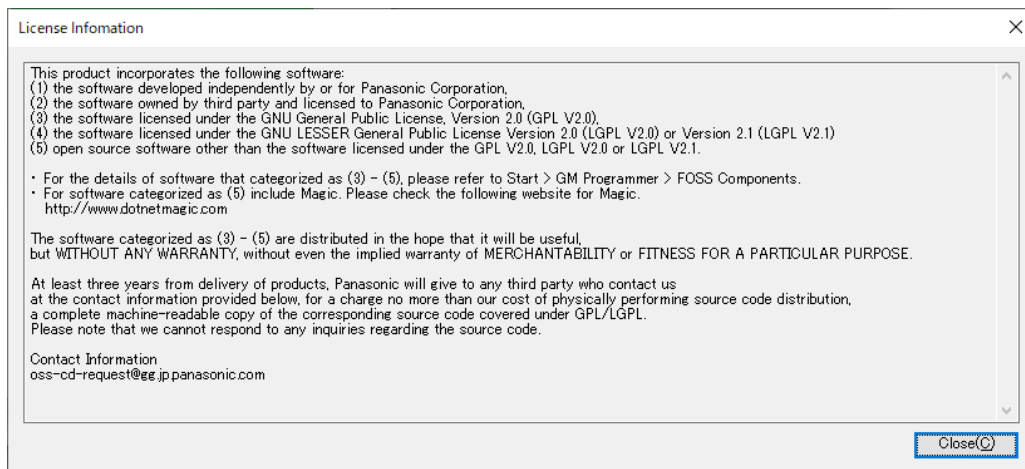 License Infomation
This product incorporates the following software:
(1) the software developed independently by or for Panasonic Corporation,
(2) the software owned by third party and licensed to Panasonic Corporation,
(3) the software licensed under the GNU General Public License, Version 2.0 (GPL V2.0),
(4) the software licensed under the GNU LESSER General Public License Version 2.0 (LGPL V2.0) or Version 2.1 (LGPL V2.1)
(5) open source software other than the software licensed under the GPL V2.0, LGPL V2.0 or LGPL V2.1.
・ For the details of software that categorized as (3) - (5), please refer to Start > GM Programmer > FOSS Components.
・ For software categorized as (5) include Magic. Please check the following website for Magic.
http://www.dotnetmagic.com
The software categorized as (3) - (5) are distributed in the hope that it will be useful,
but WITHOUT ANY WARRANTY, without even the implied warranty of MERCHANTABILITY or FITNESS FOR A PARTICULAR PURPOSE.
At least three years from delivery of products, Panasonic will give to any third party who contact us
at the contact information provided below, for a charge no more than our cost of physically performing source code distribution,
a complete machine-readable copy of the corresponding source code covered under GPL/LGPL.
Please note that we cannot respond to any inquiries regarding the source code.
Contact Information
oss-cd-request@gg.jp.panasonic.com
Close(C)